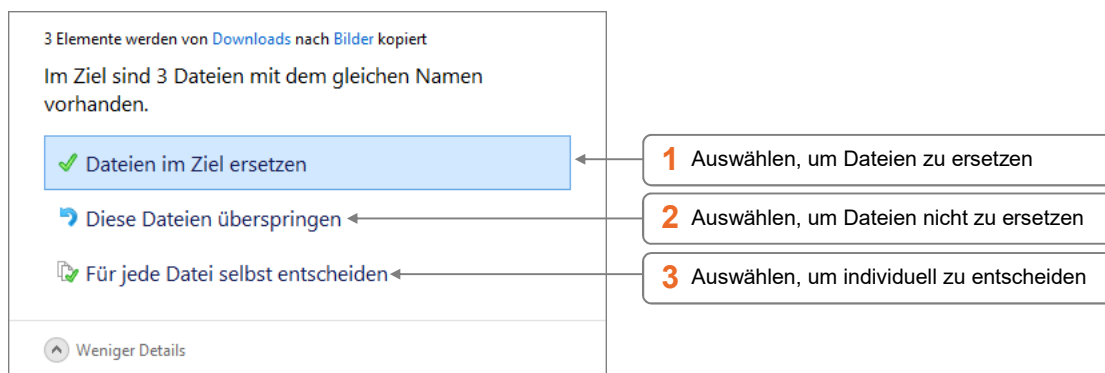 3 Elemente werden von Downloads nach Bilder kopiert
Im Ziel sind 3 Dateien mit dem gleichen Namen
vorhanden.
Dateien im Ziel ersetzen
1 Auswählen, um Dateien zu ersetzen
Diese Dateien überspringen
2 Auswählen, um Dateien nicht zu ersetzen
Für jede Datei selbst entscheiden
3 Auswählen, um individuell zu entscheiden
Weniger Details